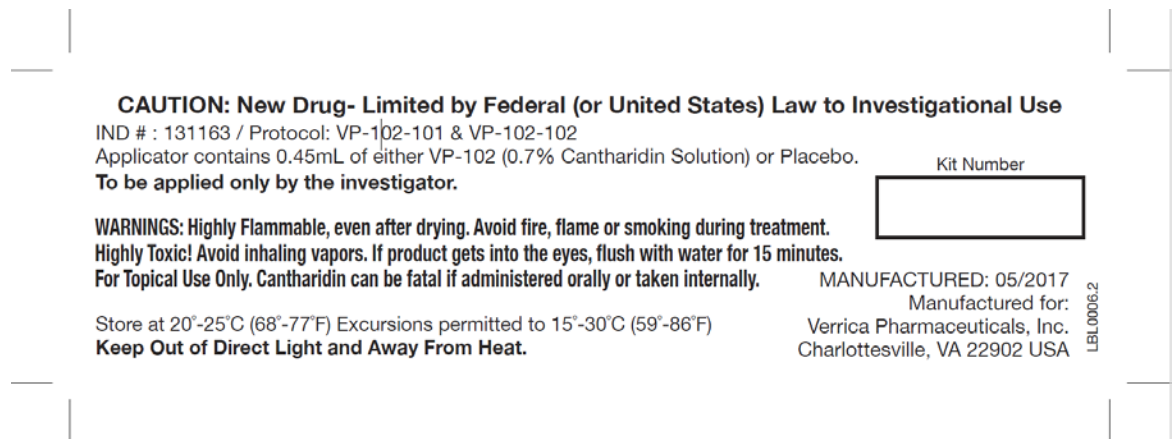 CAUTION: New Drug- Limited by Federal (or United States) Law to Investigational Use
IND # : 131163 / Protocol: VP-102-101 & VP-102-102
Applicator contains 0.45mL of either VP-102 (0.7% Cantharidin Solution) or Placebo.
To be applied only by the investigator.
Kit Number
WARNINGS: Highly Flammable, even after drying. Avoid fire, flame or smoking during treatment.
Highly Toxic! Avoid inhaling vapors. If product gets into the eyes, flush with water for 15 minutes.
For Topical Use Only. Cantharidin can be fatal if administered orally or taken internally.
Store at 20°-25°C (68°-77°F) Excursions permitted to 15°-30°C (59°-86°F)
Keep Out of Direct Light and Away From Heat.
MANUFACTURED: 05/2017
Manufactured for:
Verrica Pharmaceuticals, Inc.
Charlottesville, VA 22902 USA
LBL0006.2